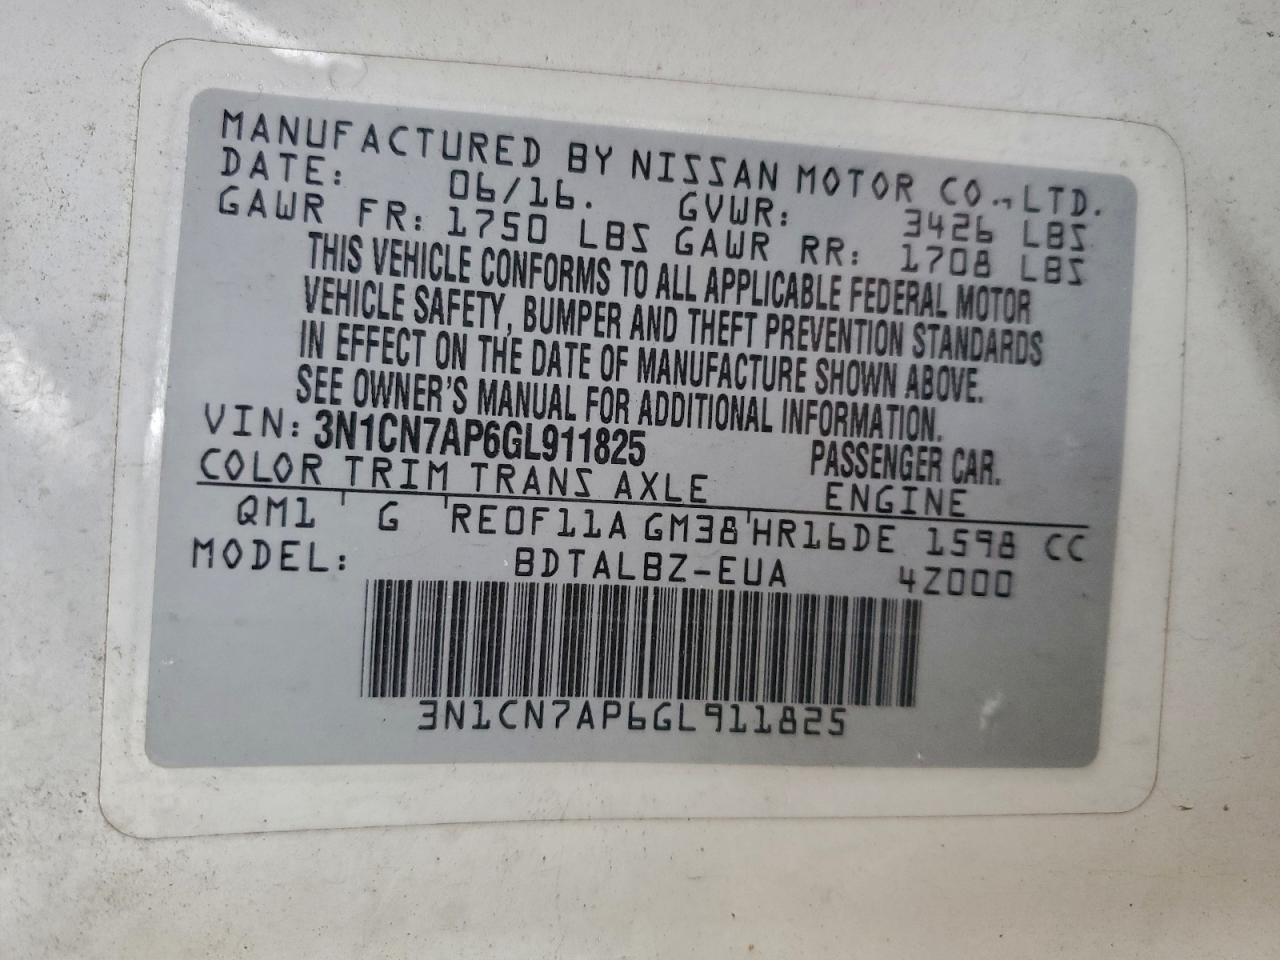 MANUFACTURED BY NISSAN MOTOR CO., LTD.
DATE: 06/16. GVWR: 3426 LBS
GAWR FR: 1750 LBS GAWR RR: 1708 LBS
THIS VEHICLE CONFORMS TO ALL APPLICABLE FEDERAL MOTOR
VEHICLE SAFETY, BUMPER AND THEFT PREVENTION STANDARDS
IN EFFECT ON THE DATE OF MANUFACTURE SHOWN ABOVE.
SEE OWNER'S MANUAL FOR ADDITIONAL INFORMATION.
VIN: 3N1CN7AP6GL911825 PASSENGER CAR.
COLOR TRIM TRANS AXLE ENGINE
QM1 G RE0F11A GM38 HR16DE 1598 CC
MODEL: BDTALBZ-EUA 4Z000
3N1CN7AP6GL911825